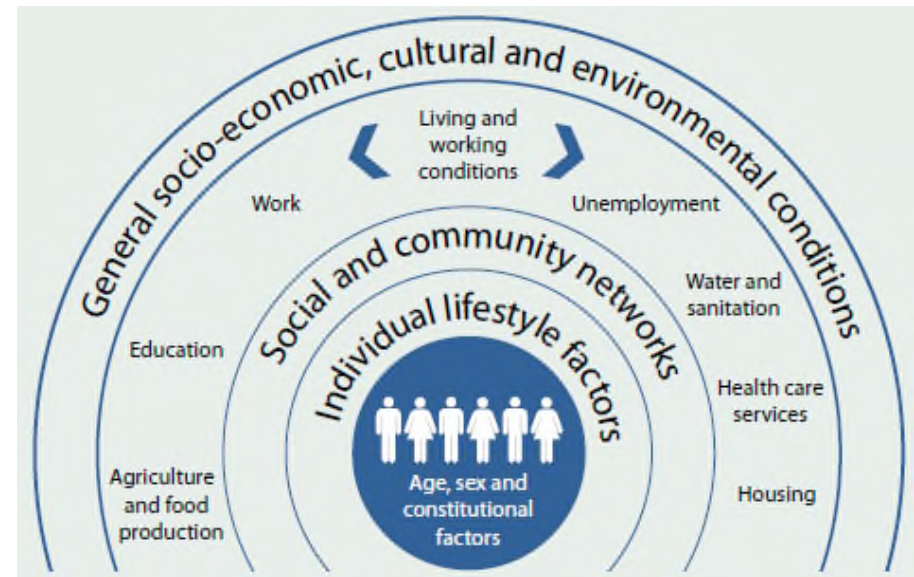 General socio-economic, cultural and environmental conditions
Living and
working
conditions
Work
Unemployment
Social and community networks
Water and
sanitation
Education
Individual lifestyle factors
Health care
services
Agriculture
and food
production
Housing
Age, sex and
constitutional
factors